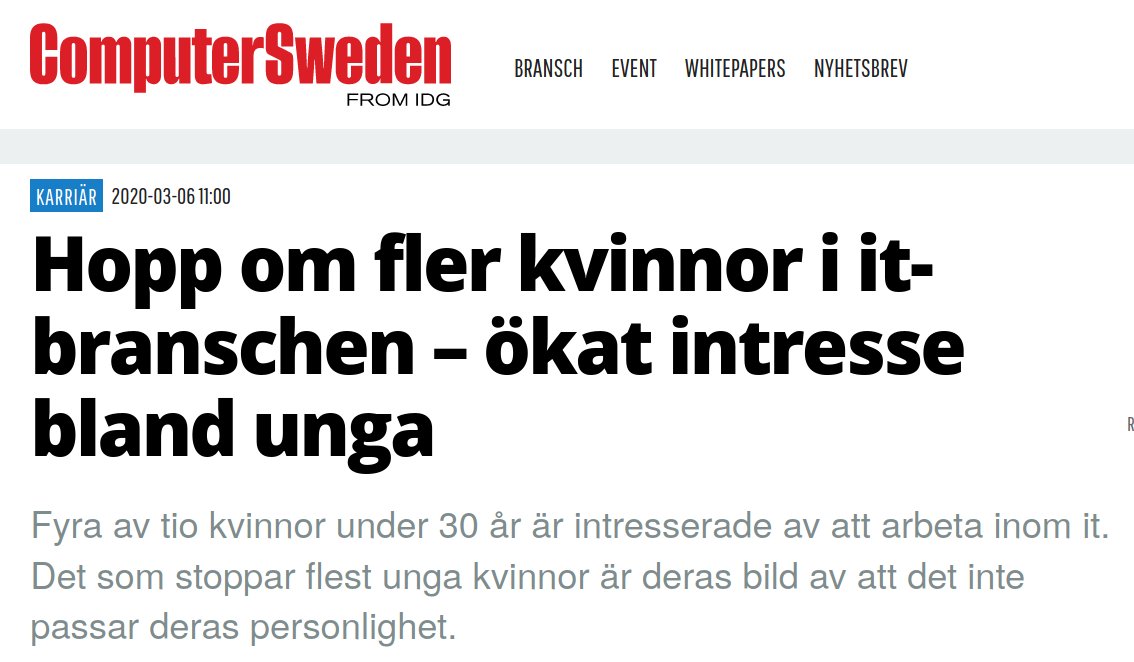 ComputerSweden
FROM IDG
BRANSCH EVENT WHITEPAPERS NYHETSBREV
KARRIÄR 2020-03-06 11:00
Hopp om fler kvinnor i it-
branschen – ökat intresse
bland unga
Fyra av tio kvinnor under 30 år är intresserade av att arbeta inom it.
Det som stoppar flest unga kvinnor är deras bild av att det inte
passar deras personlighet.